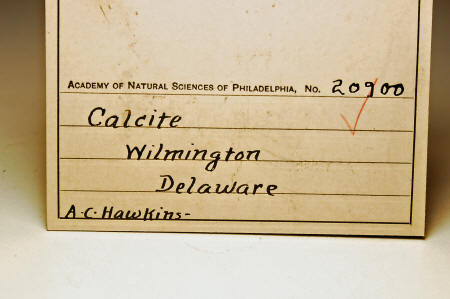 ACADEMY OF NATURAL SCIENCES OF PHILADELPHIA, NO. 20900
Calcite
Wilmington
Delaware
A.C. Hawkins-